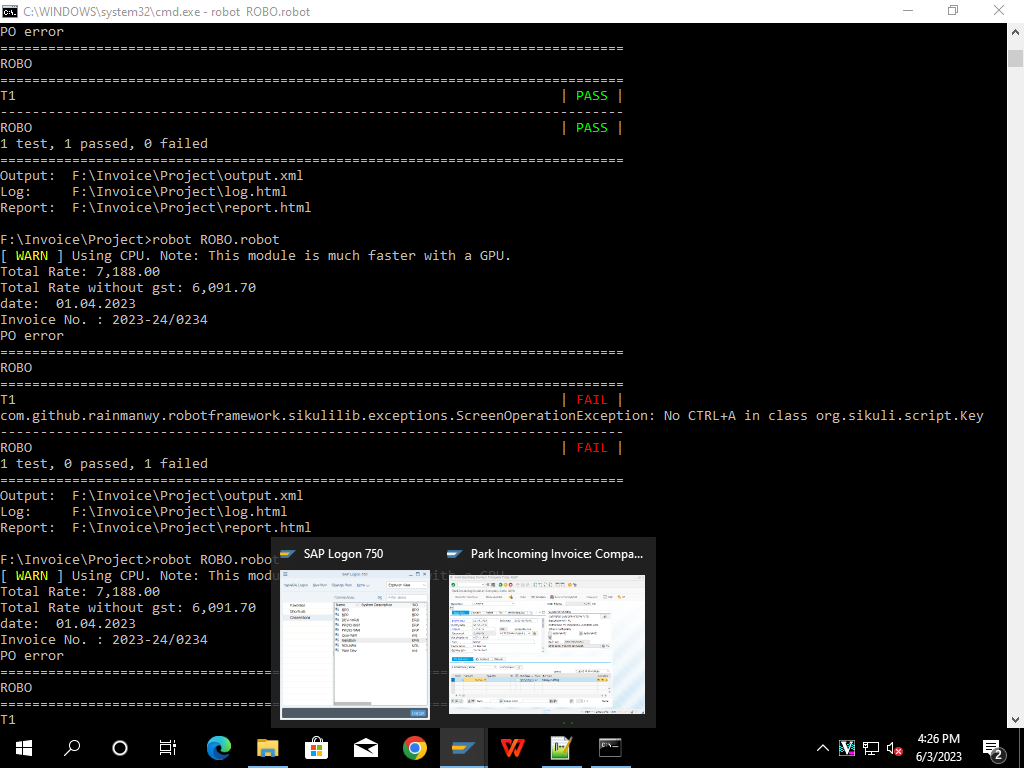 C:\WINDOWS\system32\cmd.exe - robot ROBO.robot
PO error
==============================================================================
ROBO
==============================================================================
T1 | PASS |
------------------------------------------------------------------------------
ROBO | PASS |
1 test, 1 passed, 0 failed
==============================================================================
Output: F:\Invoice\Project\output.xml
Log: F:\Invoice\Project\log.html
Report: F:\Invoice\Project\report.html
F:\Invoice\Project>robot ROBO.robot
[ WARN ] Using CPU. Note: This module is much faster with a GPU.
Total Rate: 7,188.00
Total Rate without gst: 6,091.70
date: 01.04.2023
Invoice No. : 2023-24/0234
PO error
==============================================================================
ROBO
==============================================================================
T1 | FAIL |
com.github.rainmanwy.robotframework.sikulilib.exceptions.ScreenOperationException: No CTRL+A in class org.sikuli.script.Key
------------------------------------------------------------------------------
ROBO | FAIL |
1 test, 0 passed, 1 failed
==============================================================================
Output: F:\Invoice\Project\output.xml
Log: F:\Invoice\Project\log.html
Report: F:\Invoice\Project\report.html
F:\Invoice\Project>robot ROBO.robot
[ WARN ] Using CPU. Note: This modu
Total Rate: 7,188.00
Total Rate without gst: 6,091.70
date: 01.04.2023
Invoice No. : 2023-24/0234
PO error
==================================
ROBO
==================================
T1
SAP Logon 750
Park Incoming Invoice: Compa...
SAP Logon 750
Favorites
Shortcuts
Connections
4:26 PM
6/3/2023
2